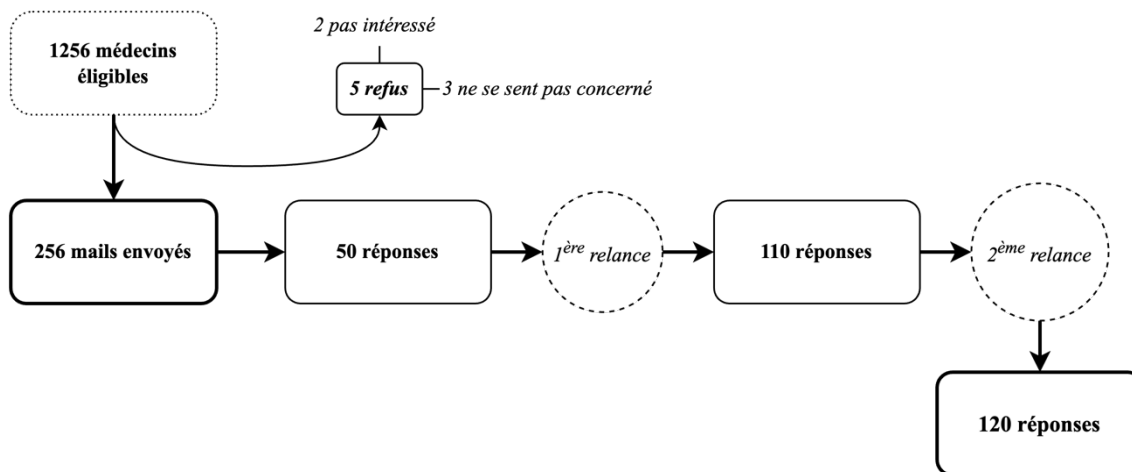 2 pas intéressé
1256 médecins
éligibles
5 refus
3 ne se sent pas concerné
256 mails envoyés
50 réponses
1ère relance
110 réponses
2ème relance
120 réponses